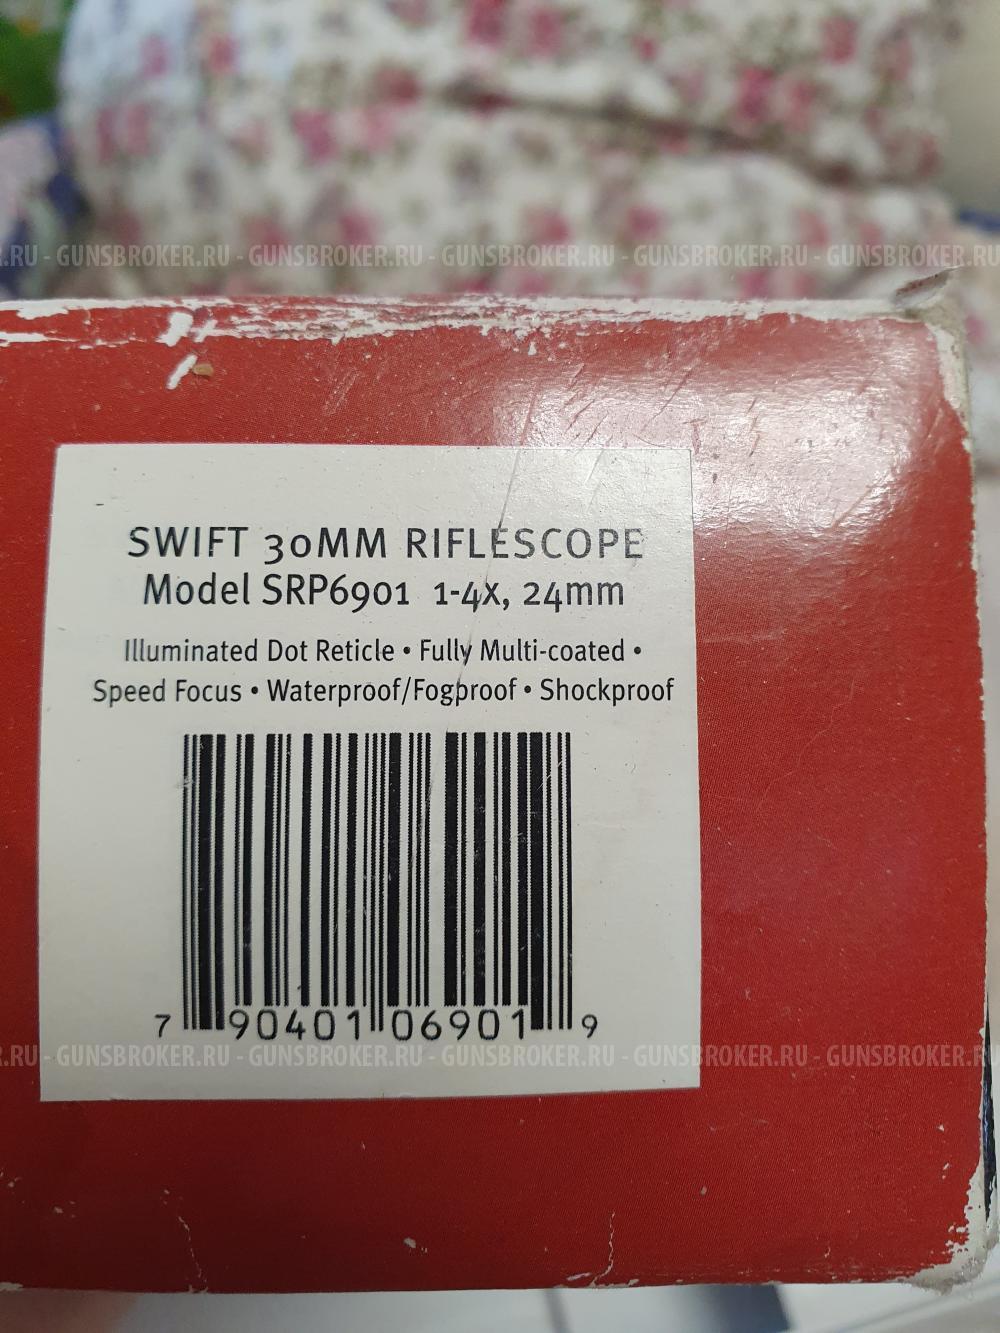 .RU - GUNSBROKER.RU - GUNSBROKER.RU - GUNSBROKER.RU - GUNSBROKER.RU - GUNSBROKER.RU
SWIFT 30MM RIFLESCOPE
Model SRP6901 1-4x, 24mm
Illuminated Dot Reticle • Fully Multi-coated •
Speed Focus • Waterproof/Fogproof • Shockproof
7 90401 06901 9
.RU - GUNSBROKER.RU - GUNSBROKER.RU - GUNSBROKER.RU - GUNSBROKER.RU - GUNSBROKER.RU